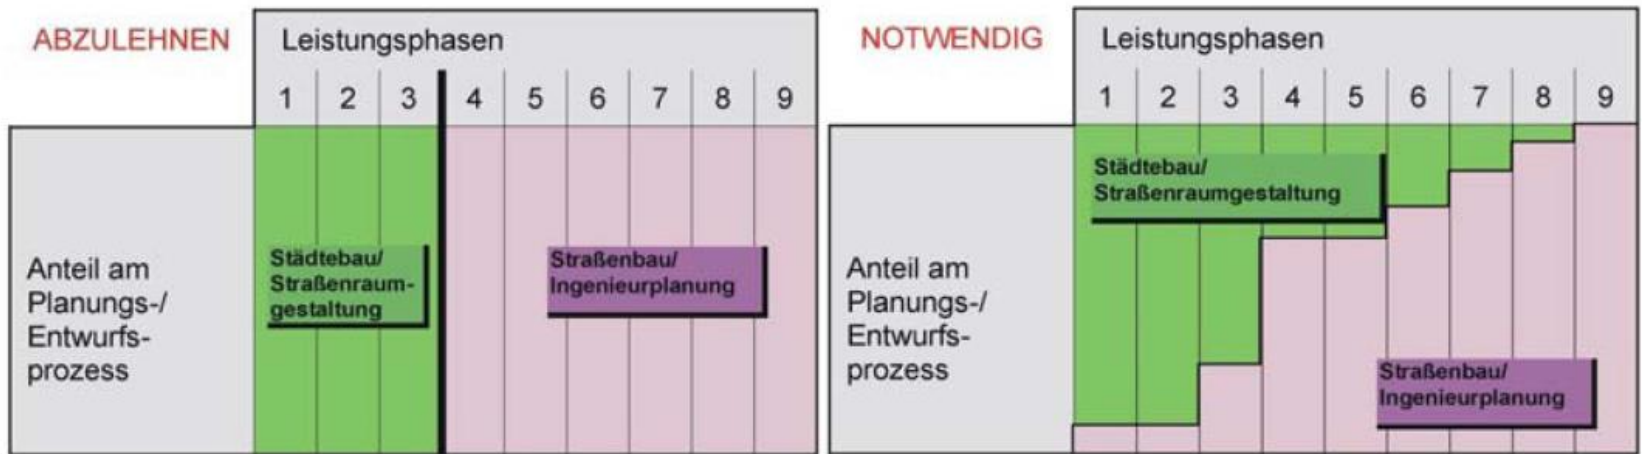 ABZULEHNEN
Leistungsphasen
1 2 3 4 5 6 7 8 9
Anteil am
Planungs-/
Entwurfs-
prozess
Städtebau/
Straßenraum-
gestaltung
Straßenbau/
Ingenieurplanung
NOTWENDIG
Leistungsphasen
1 2 3 4 5 6 7 8 9
Anteil am
Planungs-/
Entwurfs-
prozess
Städtebau/
Straßenraumgestaltung
Straßenbau/
Ingenieurplanung